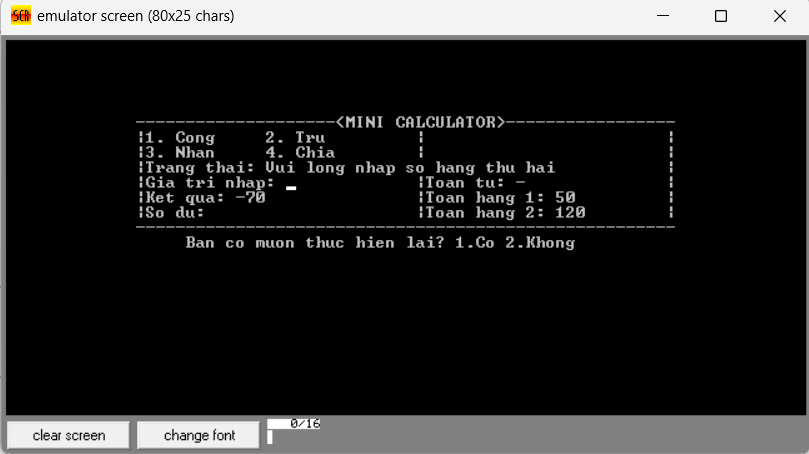 SCR emulator screen (80x25 chars)
--------------------<MINI CALCULATOR>-----------------
|1. Cong     2. Tru         |                        |
|3. Nhan     4. Chia        |                        |
|Trang thai: Vui long nhap so hang thu hai           |
|Gia tri nhap: _            |Toan tu: -              |
|Ket qua: -70               |Toan hang 1: 50         |
|So du:                     |Toan hang 2: 120        |
------------------------------------------------------
Ban co muon thuc hien lai? 1.Co 2.Khong
clear screen change font 0/16